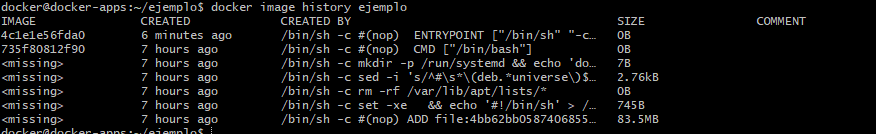 docker@docker-apps:~/ejemplo$ docker image history ejemplo
IMAGE CREATED CREATED BY SIZE COMMENT
4c1e1e56fda0 6 minutes ago /bin/sh -c #(nop) ENTRYPOINT ["/bin/sh" "-c… 0B
735f80812f90 7 hours ago /bin/sh -c #(nop) CMD ["/bin/bash"] 0B
<missing> 7 hours ago /bin/sh -c mkdir -p /run/systemd && echo 'do… 7B
<missing> 7 hours ago /bin/sh -c sed -i 's/^#\s*\(deb.*universe\)$… 2.76kB
<missing> 7 hours ago /bin/sh -c rm -rf /var/lib/apt/lists/* 0B
<missing> 7 hours ago /bin/sh -c set -xe && echo '#!/bin/sh' > /… 745B
<missing> 7 hours ago /bin/sh -c #(nop) ADD file:4bb62bb0587406855… 83.5MB
docker@docker-apps:~/ejemplo$